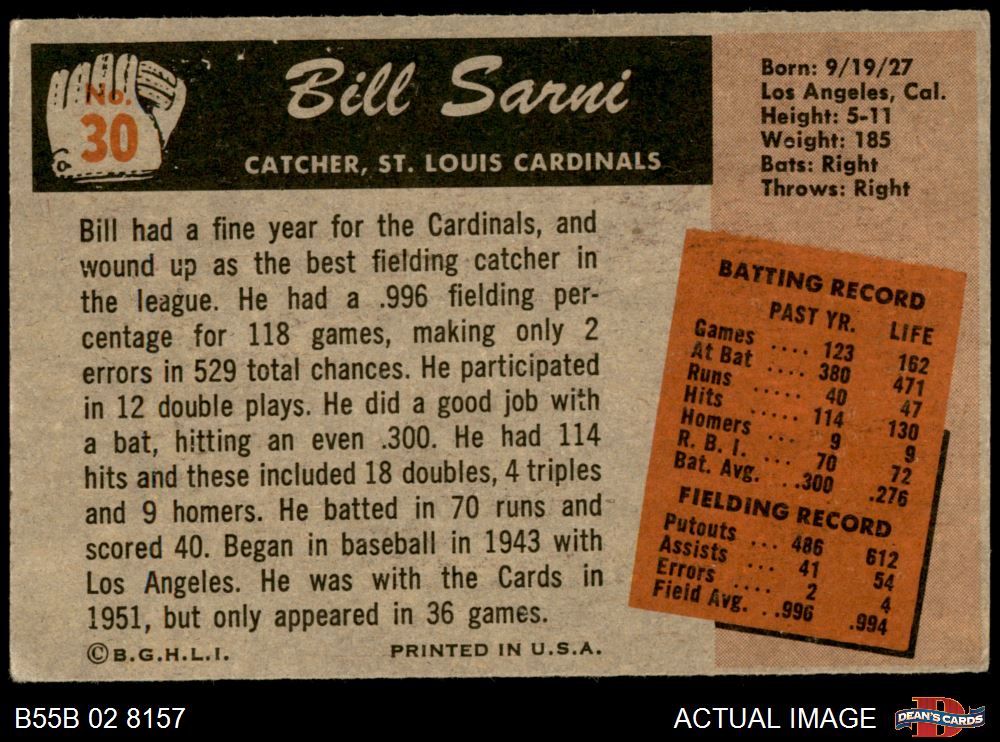 No.
30
Bill Sarni
CATCHER, ST. LOUIS CARDINALS
Born: 9/19/27
Los Angeles, Cal.
Height: 5-11
Weight: 185
Bats: Right
Throws: Right
Bill had a fine year for the Cardinals, and
wound up as the best fielding catcher in
the league. He had a .996 fielding per-
centage for 118 games, making only 2
errors in 529 total chances. He participated
in 12 double plays. He did a good job with
a bat, hitting an even .300. He had 114
hits and these included 18 doubles, 4 triples
and 9 homers. He batted in 70 runs and
scored 40. Began in baseball in 1943 with
Los Angeles. He was with the Cards in
1951, but only appeared in 36 games.
©B.G.H.L.I. PRINTED IN U.S.A.
BATTING RECORD
PAST YR. LIFE
Games .... 123 162
At Bat .... 380 471
Runs 40 47
Hits ..... 114 130
Homers ... 9 9
R. B. I. ... 70 72
Bat. Avg. . .300 .276
FIELDING RECORD
Putouts ... 486 612
Assists ... 41 54
Errors .... 2 4
Field Avg. . .996 .994
B55B 02 8157
ACTUAL IMAGE
DEAN'S CARDS